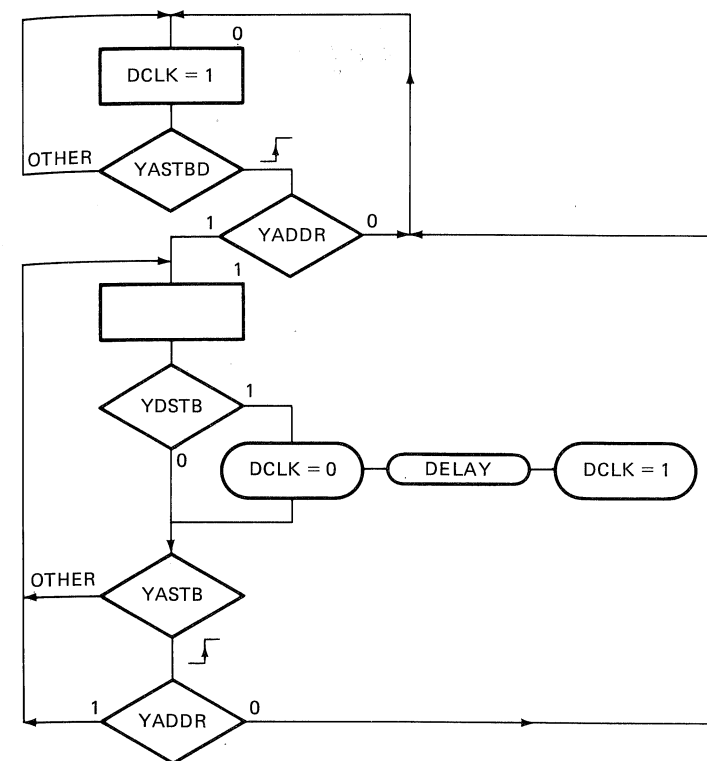 0
DCLK = 1
OTHER
YASTBD
1
YADDR
0
1
YDSTB
1
0
DCLK = 0
DELAY
DCLK = 1
OTHER
YASTB
1
YADDR
0